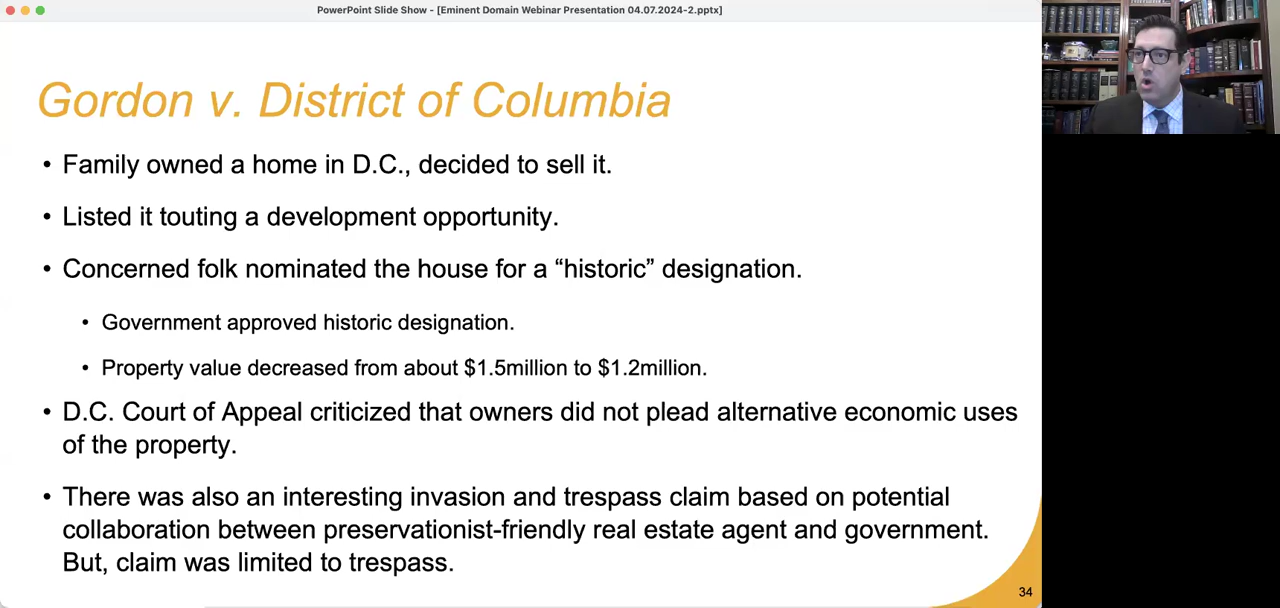 PowerPoint Slide Show - [Eminent Domain Webinar Presentation 04.07.2024-2.pptx]
Gordon v. District of Columbia
• Family owned a home in D.C., decided to sell it.
• Listed it touting a development opportunity.
• Concerned folk nominated the house for a “historic” designation.
• Government approved historic designation.
• Property value decreased from about $1.5million to $1.2million.
• D.C. Court of Appeal criticized that owners did not plead alternative economic uses
of the property.
• There was also an interesting invasion and trespass claim based on potential
collaboration between preservationist-friendly real estate agent and government.
But, claim was limited to trespass.
34